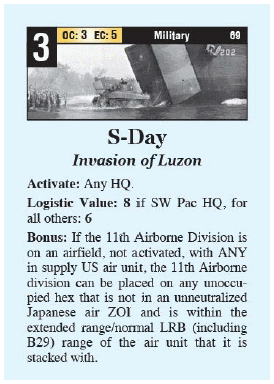 3 OC: 3 EC: 5 Military 69
202
S-Day
Invasion of Luzon
Activate: Any HQ.
Logistic Value: 8 if SW Pac HQ, for
all others: 6
Bonus: If the 11th Airborne Division is
on an airfield, not activated, with ANY
in supply US air unit, the 11th Airborne
division can be placed on any unoccu-
pied hex that is not in an unneutralized
Japanese air ZOI and is within the
extended range/normal LRB (including
B29) range of the air unit that it is
stacked with.